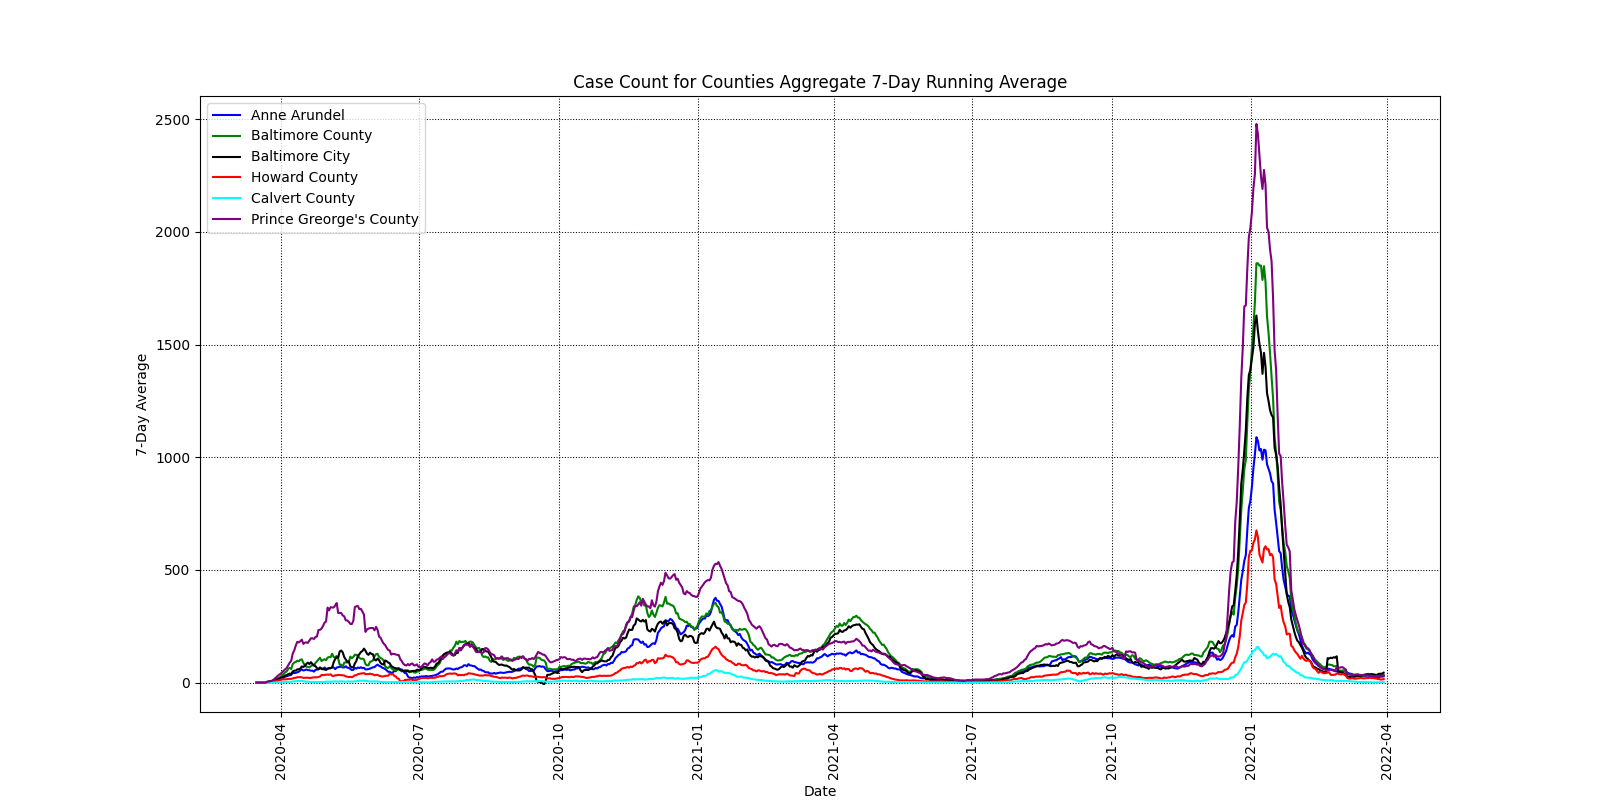 Case Count for Counties Aggregate 7-Day Running Average
Anne Arundel
Baltimore County
Baltimore City
Howard County
Calvert County
Prince Greorge's County
2500
2000
1500
1000
500
0
7-Day Average
2020-04
2020-07
2020-10
2021-01
2021-04
2021-07
2021-10
2022-01
2022-04
Date